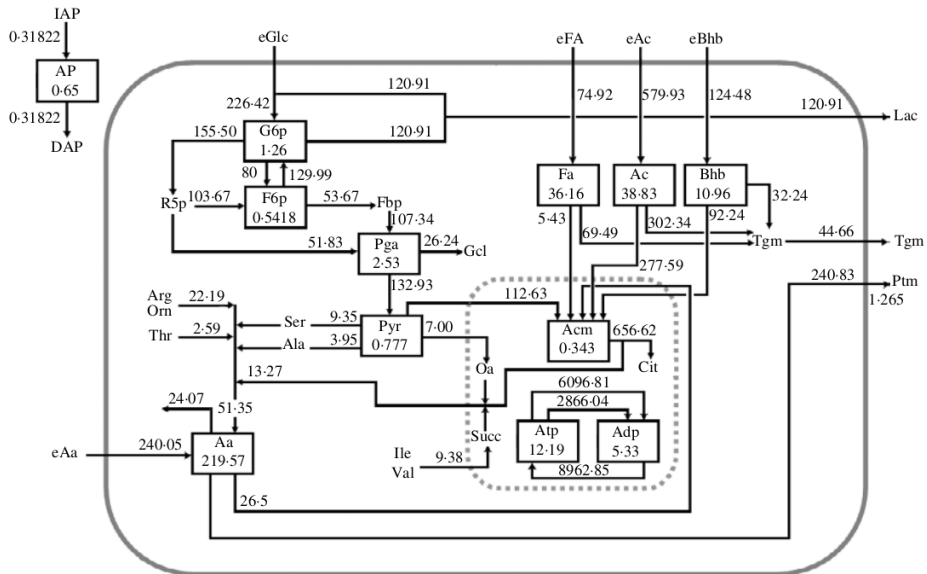 IAP
0·31822
AP
0·65
0·31822
DAP
eGlc
eFA
eAc
eBhb
120·91
226·42
74·92
579·93
124·48
120·91
Lac
155·50
G6p
1·26
120·91
80
129·99
R5p
103·67
F6p
0·5418
53·67
Fbp
107·34
51·83
Pga
2·53
26·24
Gcl
132·93
Fa
36·16
Ac
38·83
Bhb
10·96
32·24
5·43
69·49
302·34
92·24
Tgm
44·66
Tgm
277·59
240·83
Ptm
1·265
Arg
Orn
22·19
Thr
2·59
Ser
9·35
Ala
3·95
Pyr
0·777
7·00
112·63
Acm
0·343
656·62
Oa
Cit
13·27
6096·81
2866·04
24·07
51·35
Atp
12·19
Adp
5·33
8962·85
Succ
Ile
Val
9·38
eAa
240·05
Aa
219·57
26·5